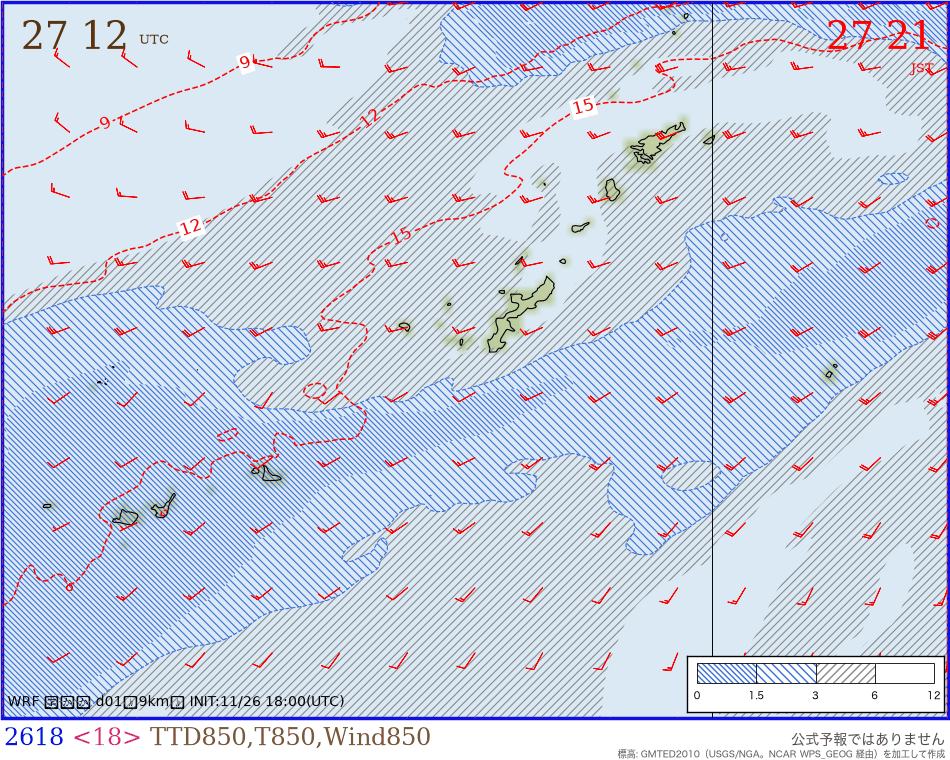 27 12 UTC
27 21
JST
9
9
12
15
12
15
WRF d01 9km INIT:11/26 18:00(UTC)
0 1.5 3 6 12
2618 <18> TTD850,T850,Wind850
公式予報ではありません
標高: GMTED2010（USGS/NGA。NCAR WPS_GEOG 経由）を加工して作成